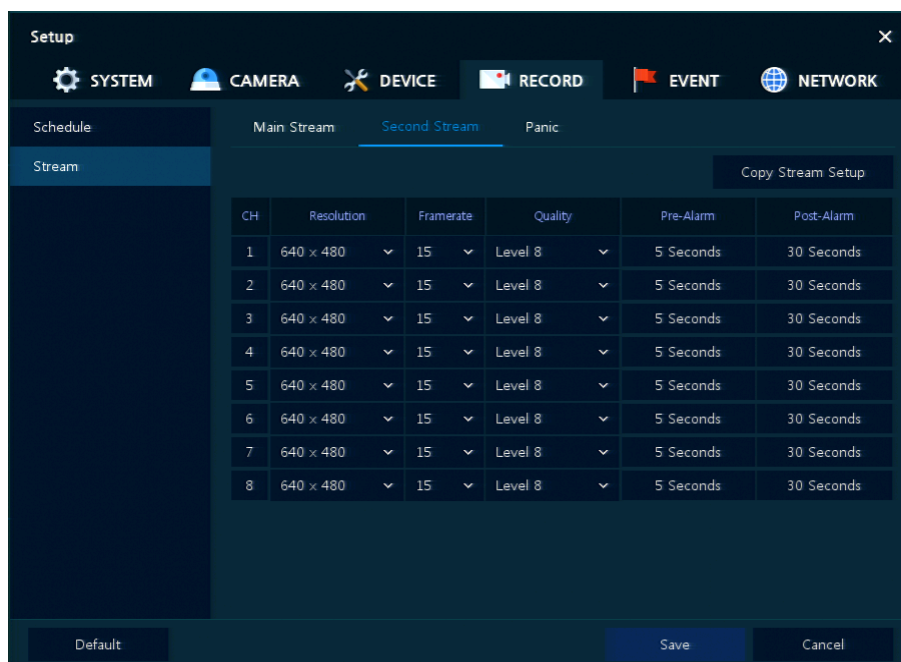 Setup
SYSTEM CAMERA DEVICE RECORD EVENT NETWORK
Schedule
Stream
Main Stream Second Stream Panic
Copy Stream Setup
CH Resolution Framerate Quality Pre-Alarm Post-Alarm
1 640 x 480 15 Level 8 5 Seconds 30 Seconds
2 640 x 480 15 Level 8 5 Seconds 30 Seconds
3 640 x 480 15 Level 8 5 Seconds 30 Seconds
4 640 x 480 15 Level 8 5 Seconds 30 Seconds
5 640 x 480 15 Level 8 5 Seconds 30 Seconds
6 640 x 480 15 Level 8 5 Seconds 30 Seconds
7 640 x 480 15 Level 8 5 Seconds 30 Seconds
8 640 x 480 15 Level 8 5 Seconds 30 Seconds
Default Save Cancel